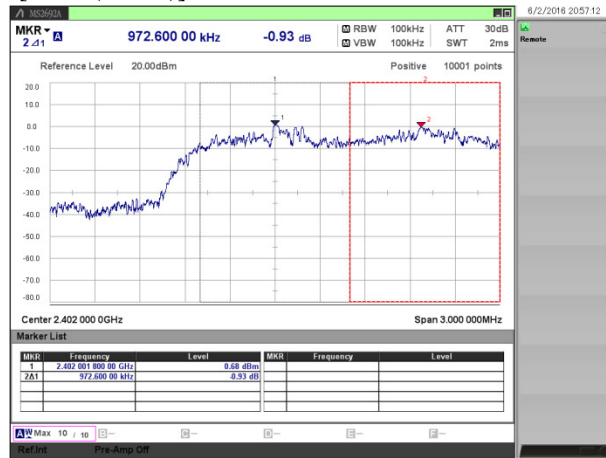 MS2692A
6/2/2016 20:57:12
MKR 2Δ1 A 972.600 00 kHz -0.93 dB
M RBW 100kHz ATT 30dB
M VBW 100kHz SWT 2ms
Remote
Reference Level 20.00dBm Positive 10001 points
1 2
20.0
10.0
0.0
1 2
-10.0
-20.0
-30.0
-40.0
-50.0
-60.0
-70.0
-80.0
Center 2.402 000 0GHz Span 3.000 000MHz
Marker List
MKR Frequency Level MKR Frequency Level
1 2.402 001 800 00 GHz 0.68 dBm
2Δ1 972.600 00 kHz -0.93 dB
A W Max 10 / 10 B-- C-- D-- E-- F--
Ref.Int Pre-Amp Off